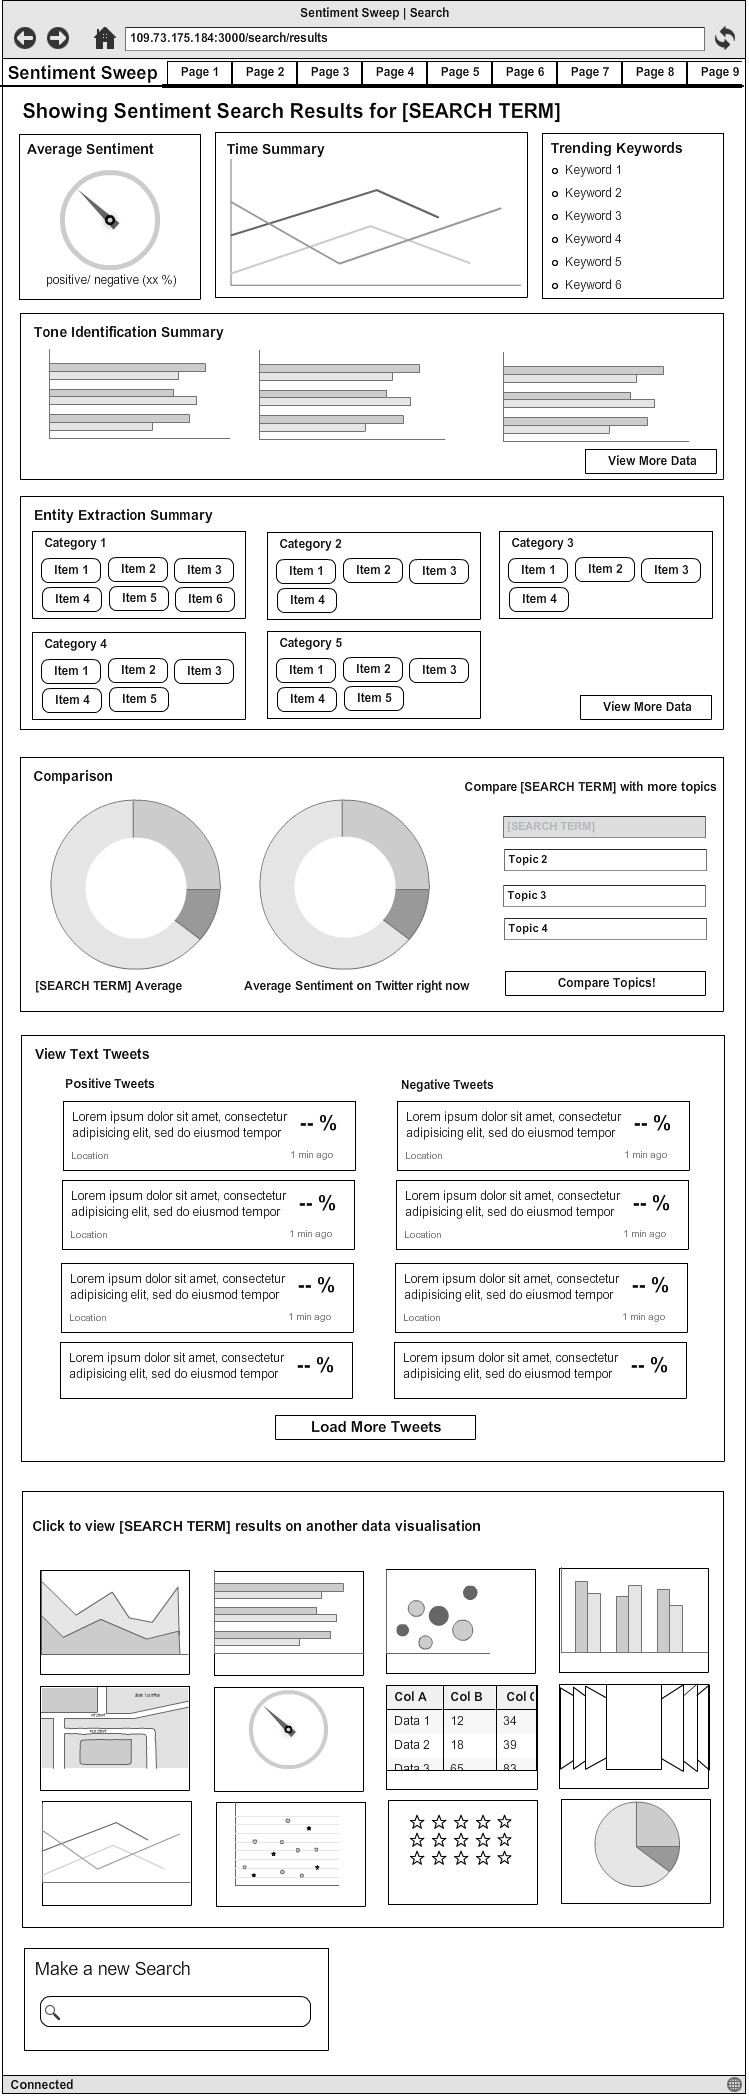 Sentiment Sweep | Search
109.73.175.184:3000/search/results
Sentiment Sweep Page 1 Page 2 Page 3 Page 4 Page 5 Page 6 Page 7 Page 8 Page 9
Showing Sentiment Search Results for [SEARCH TERM]
Average Sentiment
positive/ negative (xx %)
Time Summary
Trending Keywords
Keyword 1
Keyword 2
Keyword 3
Keyword 4
Keyword 5
Keyword 6
Tone Identification Summary
View More Data
Entity Extraction Summary
Category 1
Item 1 Item 2 Item 3
Item 4 Item 5 Item 6
Category 2
Item 1 Item 2 Item 3
Item 4
Category 3
Item 1 Item 2 Item 3
Item 4
Category 4
Item 1 Item 2 Item 3
Item 4 Item 5
Category 5
Item 1 Item 2 Item 3
Item 4 Item 5
View More Data
Comparison
[SEARCH TERM] Average
Average Sentiment on Twitter right now
Compare [SEARCH TERM] with more topics
[SEARCH TERM]
Topic 2
Topic 3
Topic 4
Compare Topics!
View Text Tweets
Positive Tweets
Lorem ipsum dolor sit amet, consectetur
adipisicing elit, sed do eiusmod tempor
-- %
Location 1 min ago
Lorem ipsum dolor sit amet, consectetur
adipisicing elit, sed do eiusmod tempor
-- %
Location 1 min ago
Lorem ipsum dolor sit amet, consectetur
adipisicing elit, sed do eiusmod tempor
-- %
Location 1 min ago
Lorem ipsum dolor sit amet, consectetur
adipisicing elit, sed do eiusmod tempor
-- %
Negative Tweets
Lorem ipsum dolor sit amet, consectetur
adipisicing elit, sed do eiusmod tempor
-- %
Location 1 min ago
Lorem ipsum dolor sit amet, consectetur
adipisicing elit, sed do eiusmod tempor
-- %
Location 1 min ago
Lorem ipsum dolor sit amet, consectetur
adipisicing elit, sed do eiusmod tempor
-- %
Location 1 min ago
Lorem ipsum dolor sit amet, consectetur
adipisicing elit, sed do eiusmod tempor
-- %
Load More Tweets
Click to view [SEARCH TERM] results on another data visualisation
Col A Col B Col
Data 1 12 34
Data 2 18 39
Data 3 65 83
Make a new Search
Connected